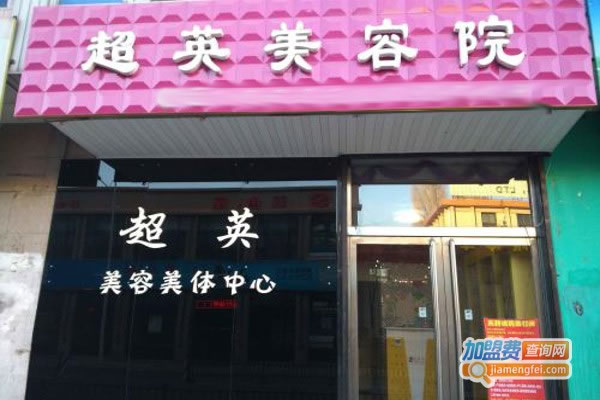 超英美容院
超英
美容美体中心
加盟费查询网
jiamengfei.com